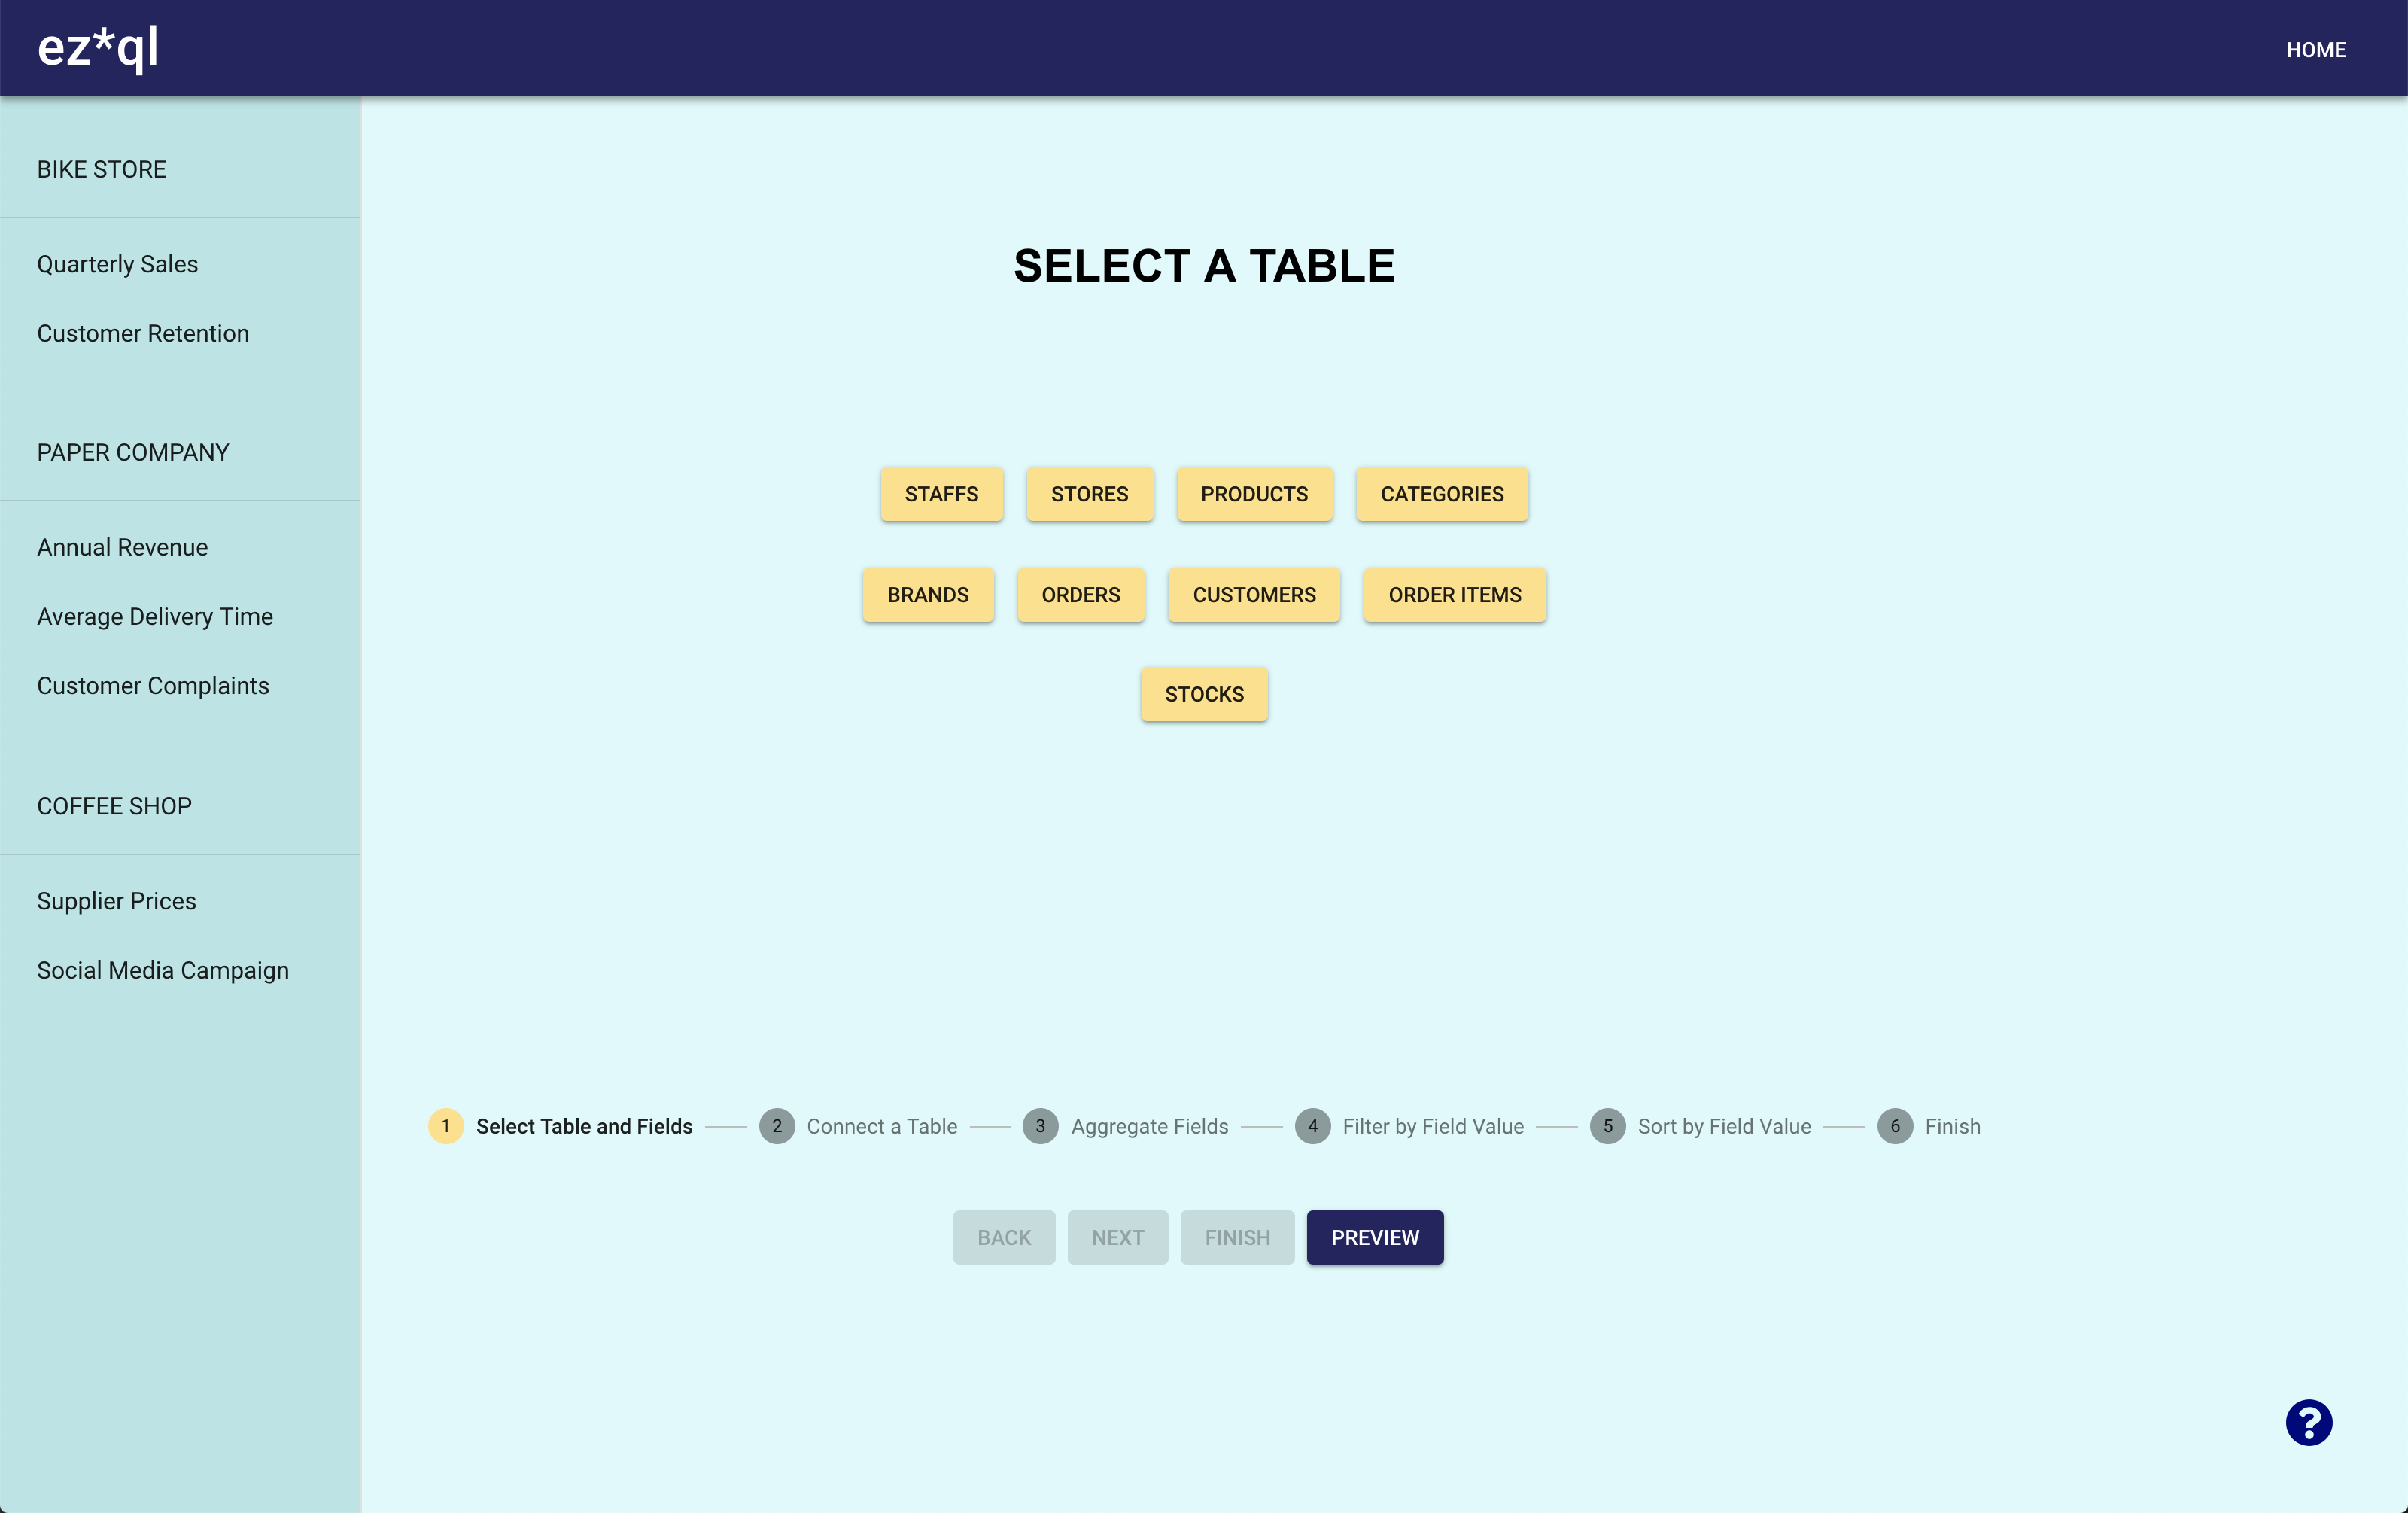 ez*ql
HOME
BIKE STORE
Quarterly Sales
Customer Retention
PAPER COMPANY
Annual Revenue
Average Delivery Time
Customer Complaints
COFFEE SHOP
Supplier Prices
Social Media Campaign
SELECT A TABLE
STAFFS STORES PRODUCTS CATEGORIES
BRANDS ORDERS CUSTOMERS ORDER ITEMS
STOCKS
1 Select Table and Fields 2 Connect a Table 3 Aggregate Fields 4 Filter by Field Value 5 Sort by Field Value 6 Finish
BACK NEXT FINISH PREVIEW
?